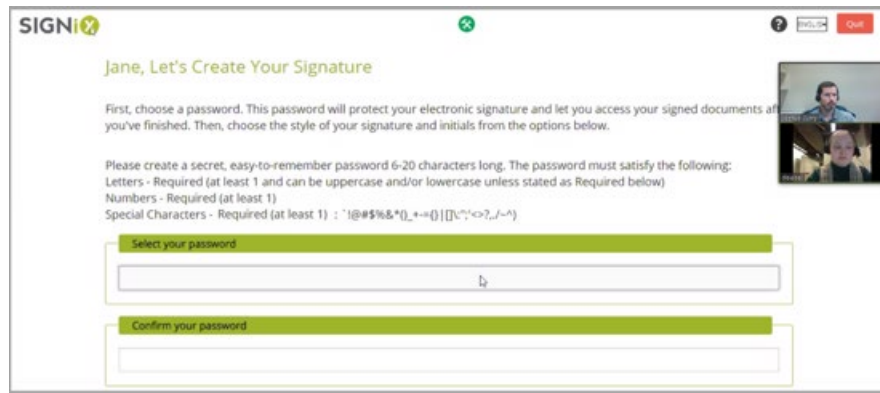 SIGNiX
? ENGLISH Quit
Jane, Let's Create Your Signature
First, choose a password. This password will protect your electronic signature and let you access your signed documents aft
you've finished. Then, choose the style of your signature and initials from the options below.
Please create a secret, easy-to-remember password 6-20 characters long. The password must satisfy the following:
Letters - Required (at least 1 and can be uppercase and/or lowercase unless stated as Required below)
Numbers - Required (at least 1)
Special Characters - Required (at least 1) : `!@#$%&*()_+-={}|[]\:";'<>?,./~^)
Select your password
Confirm your password